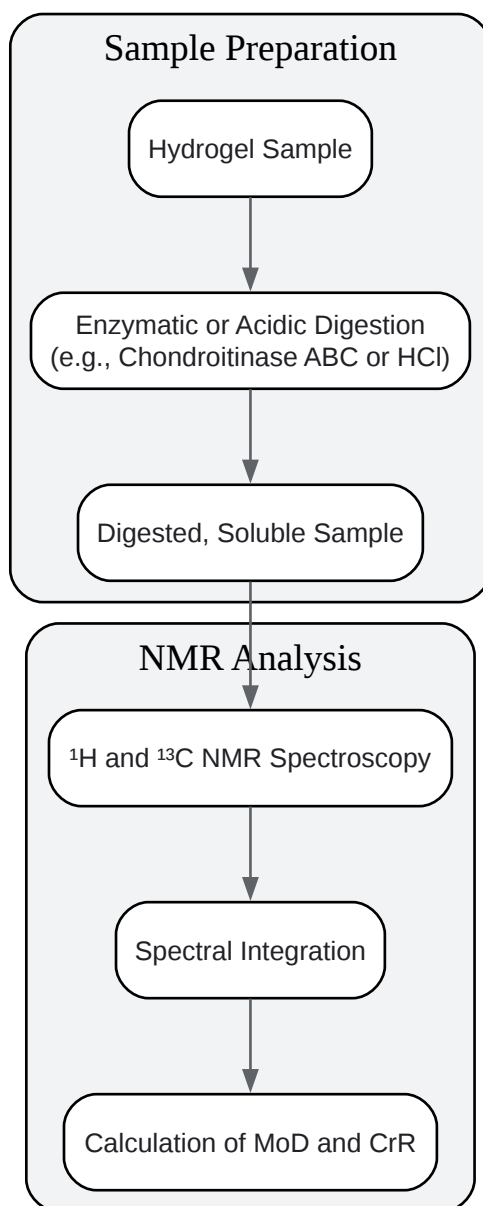 Sample Preparation
Hydrogel Sample
Enzymatic or Acidic Digestion
(e.g., Chondroitinase ABC or HCl)
Digested, Soluble Sample
NMR Analysis
¹H and ¹³C NMR Spectroscopy
Spectral Integration
Calculation of MoD and CrR